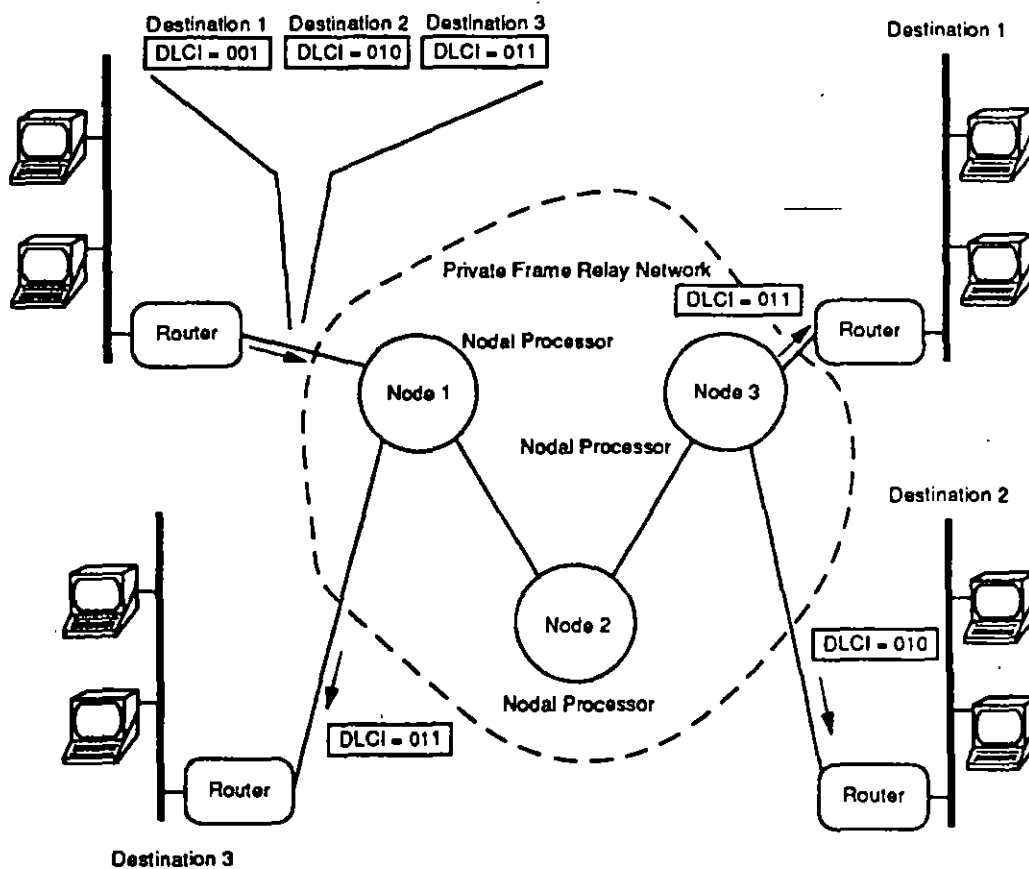 Destination 1 Destination 2 Destination 3
DLCI = 001 DLCI = 010 DLCI = 011
Destination 1
Private Frame Relay Network
DLCI = 011
Router
Router
Nodal Processor
Node 1
Node 3
Nodal Processor
Destination 2
Node 2
DLCI = 010
Nodal Processor
DLCI = 011
Router
Router
Destination 3